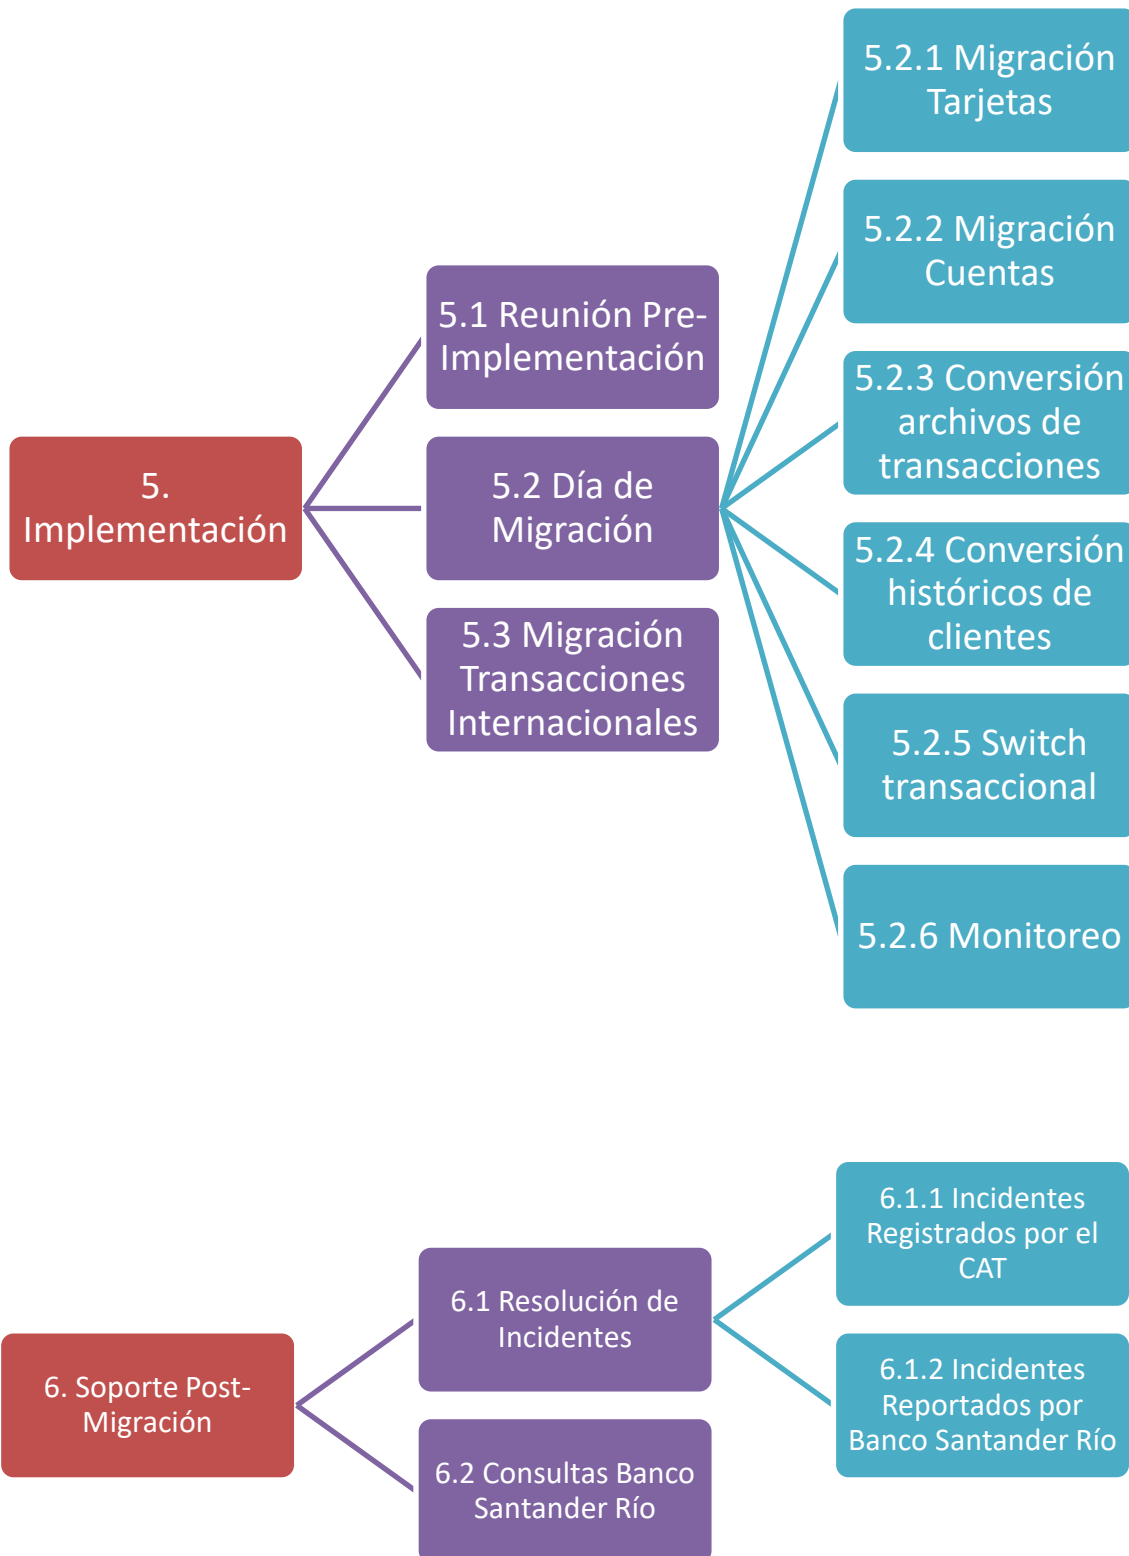 5.
Implementación
5.1 Reunión Pre-
Implementación
5.2 Día de
Migración
5.3 Migración
Transacciones
Internacionales
5.2.1 Migración
Tarjetas
5.2.2 Migración
Cuentas
5.2.3 Conversión
archivos de
transacciones
5.2.4 Conversión
históricos de
clientes
5.2.5 Switch
transaccional
5.2.6 Monitoreo
6. Soporte Post-
Migración
6.1 Resolución de
Incidentes
6.2 Consultas Banco
Santander Río
6.1.1 Incidentes
Registrados por el
CAT
6.1.2 Incidentes
Reportados por
Banco Santander Río